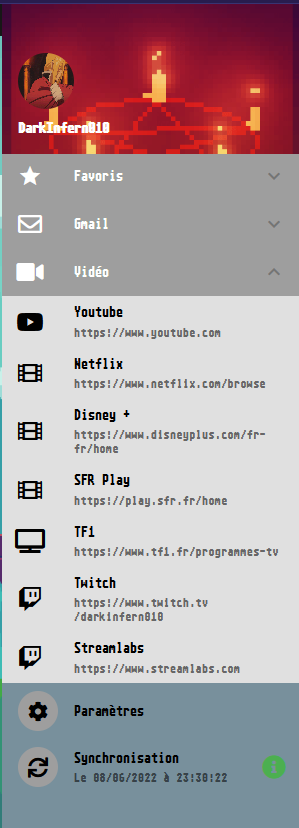 DarkInfern010
Favoris
Gmail
Vidéo
Youtube
https://www.youtube.com
Netflix
https://www.netflix.com/browse
Disney +
https://www.disneyplus.com/fr-
fr/home
SFR Play
https://play.sfr.fr/home
TF1
https://www.tf1.fr/programmes-tv
Twitch
https://www.twitch.tv
/darkinfern010
Streamlabs
https://www.streamlabs.com
Paramètres
Synchronisation
Le 08/06/2022 à 23:30:22